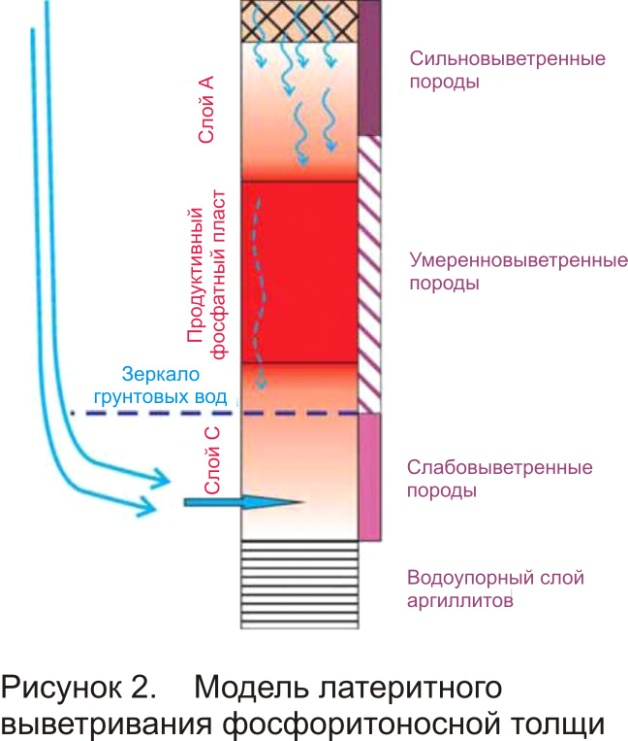 Сильновыветренные
породы
Слой А
Продуктивный
фосфатный пласт
Умеренновыветренные
породы
Зеркало
грунтовых вод
Слой С
Слабовыветренные
породы
Водоупорный слой
аргиллитов
Рисунок 2. Модель латеритного
выветривания фосфоритоносной толщи